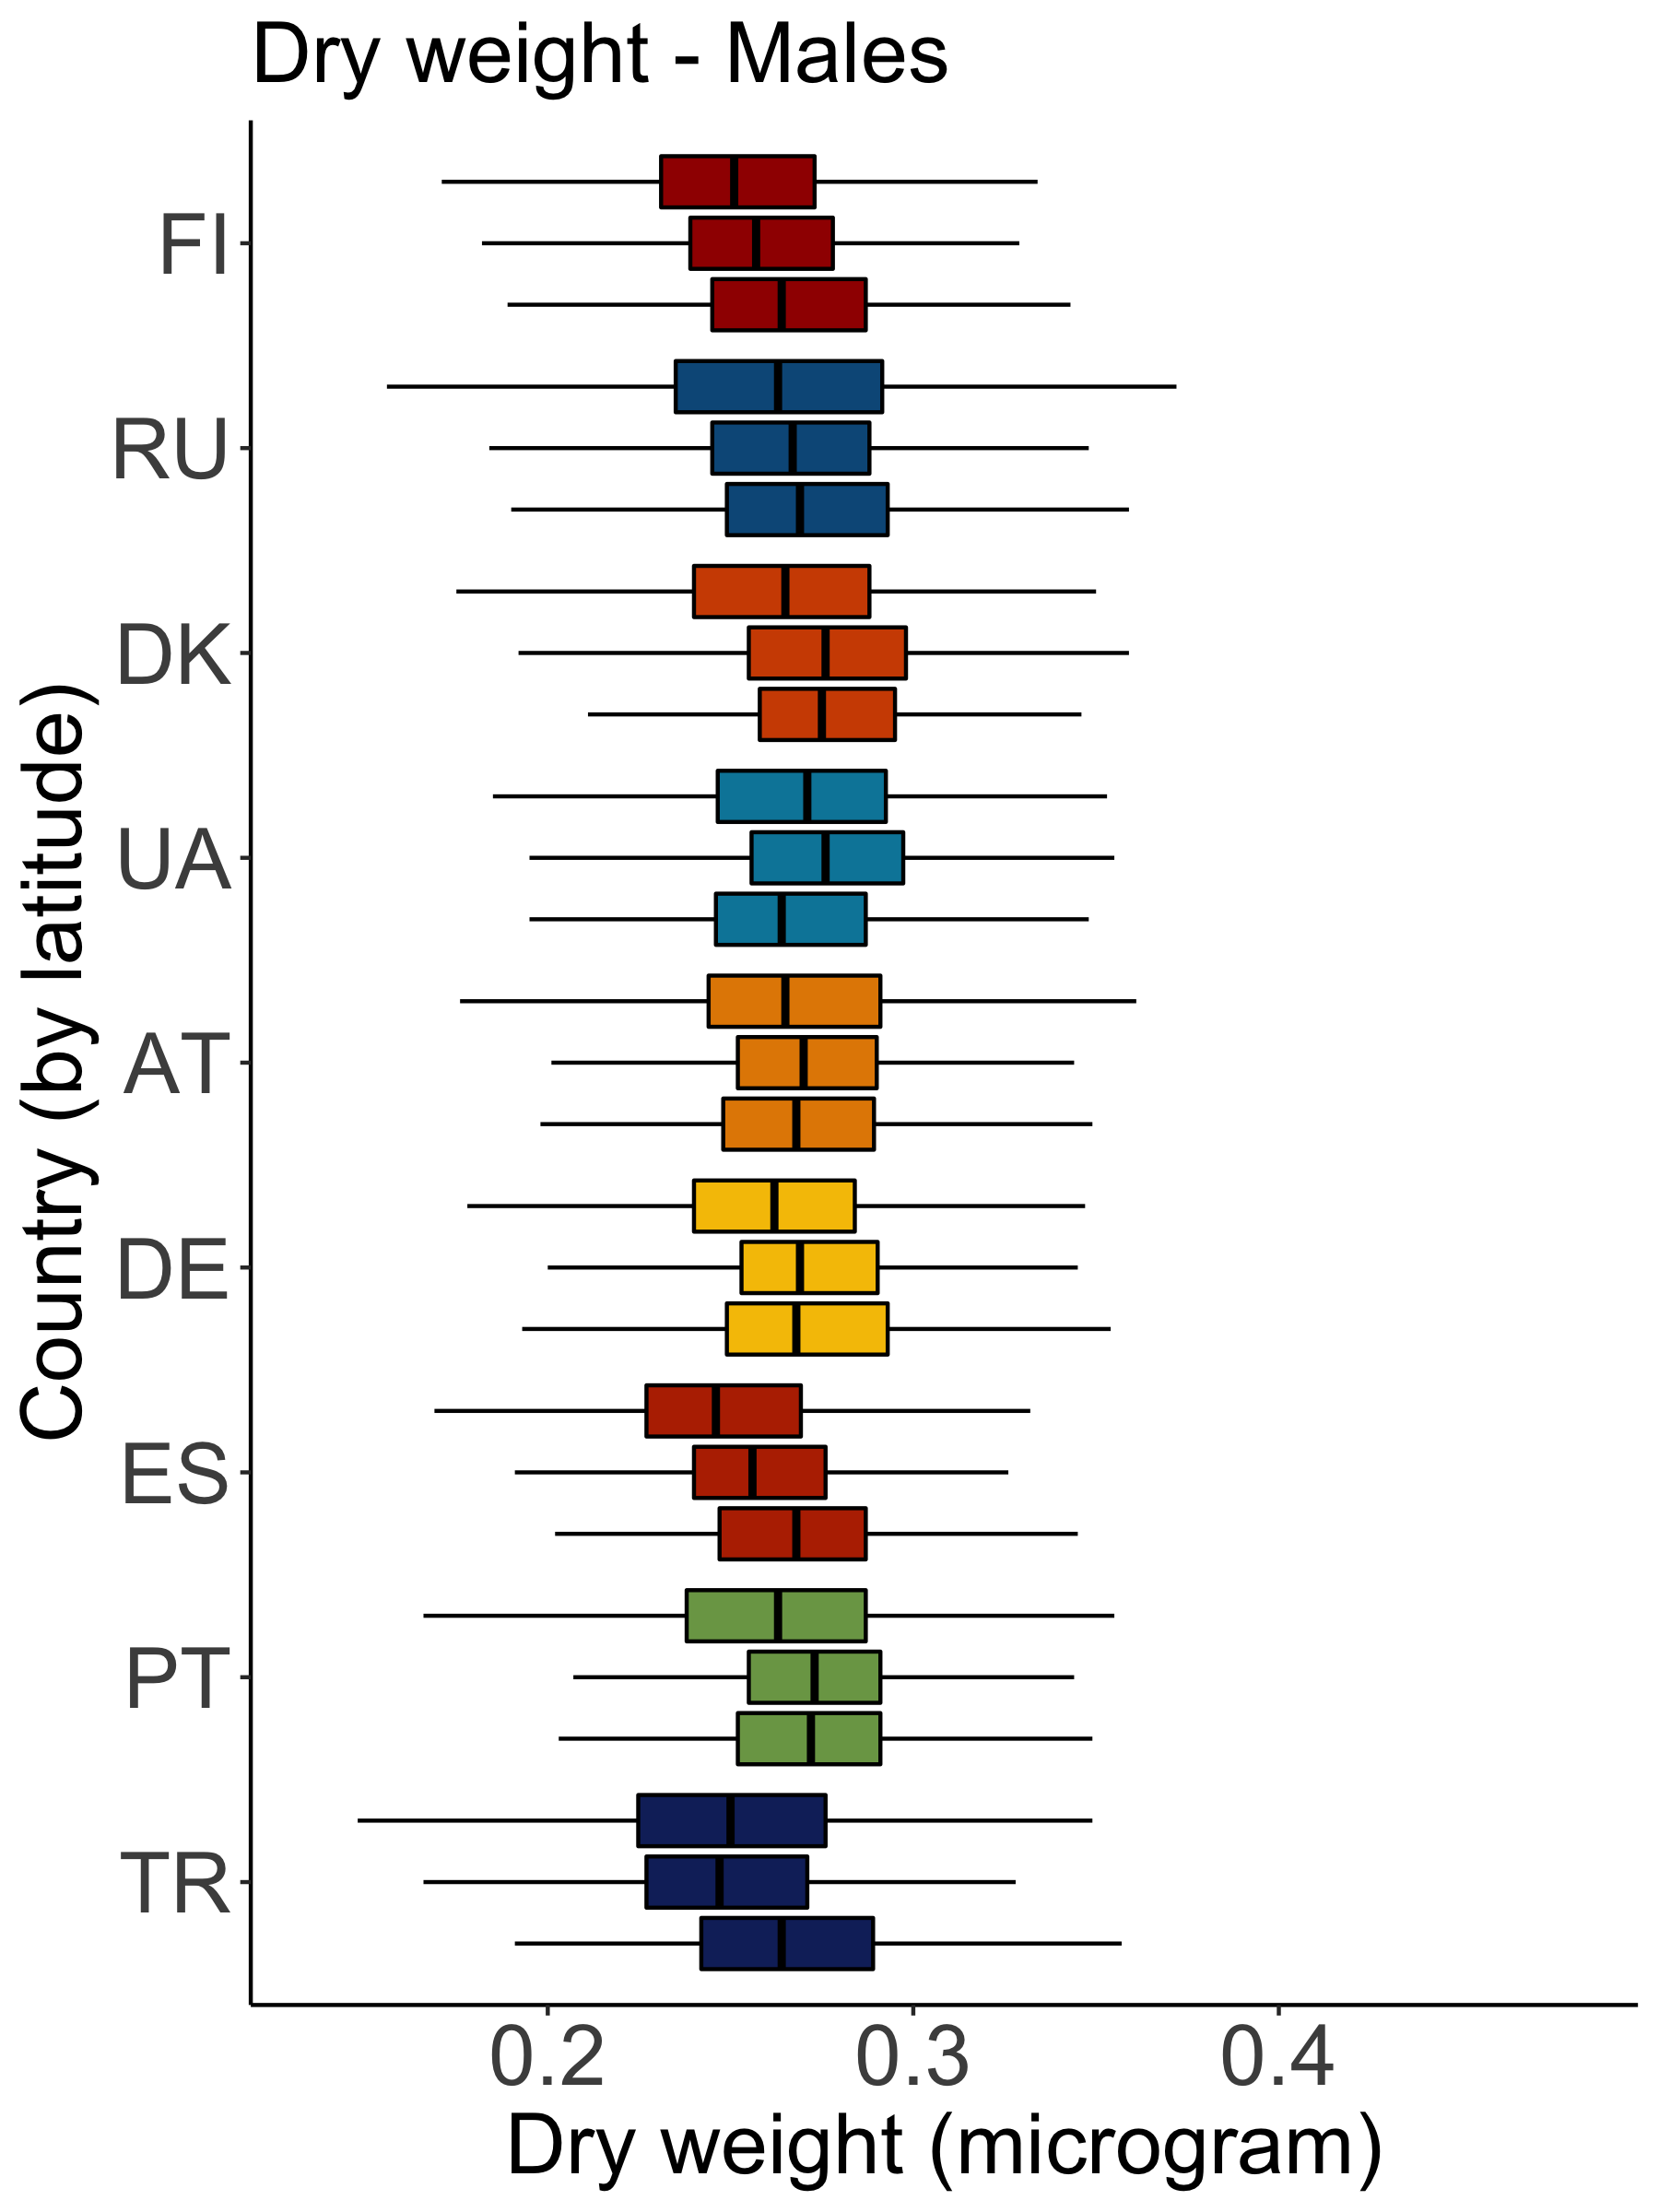 Dry weight - Males
Country (by latitude)
FI
RU
DK
UA
AT
DE
ES
PT
TR
0.2 0.3 0.4
Dry weight (microgram)